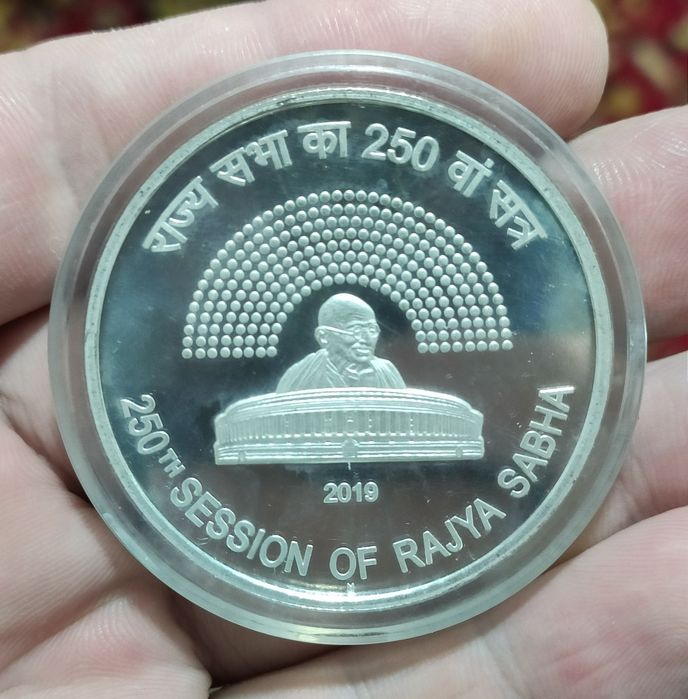 राज्य सभा का 250 वां सत्र
2019
250TH SESSION OF RAJYA SABHA
M